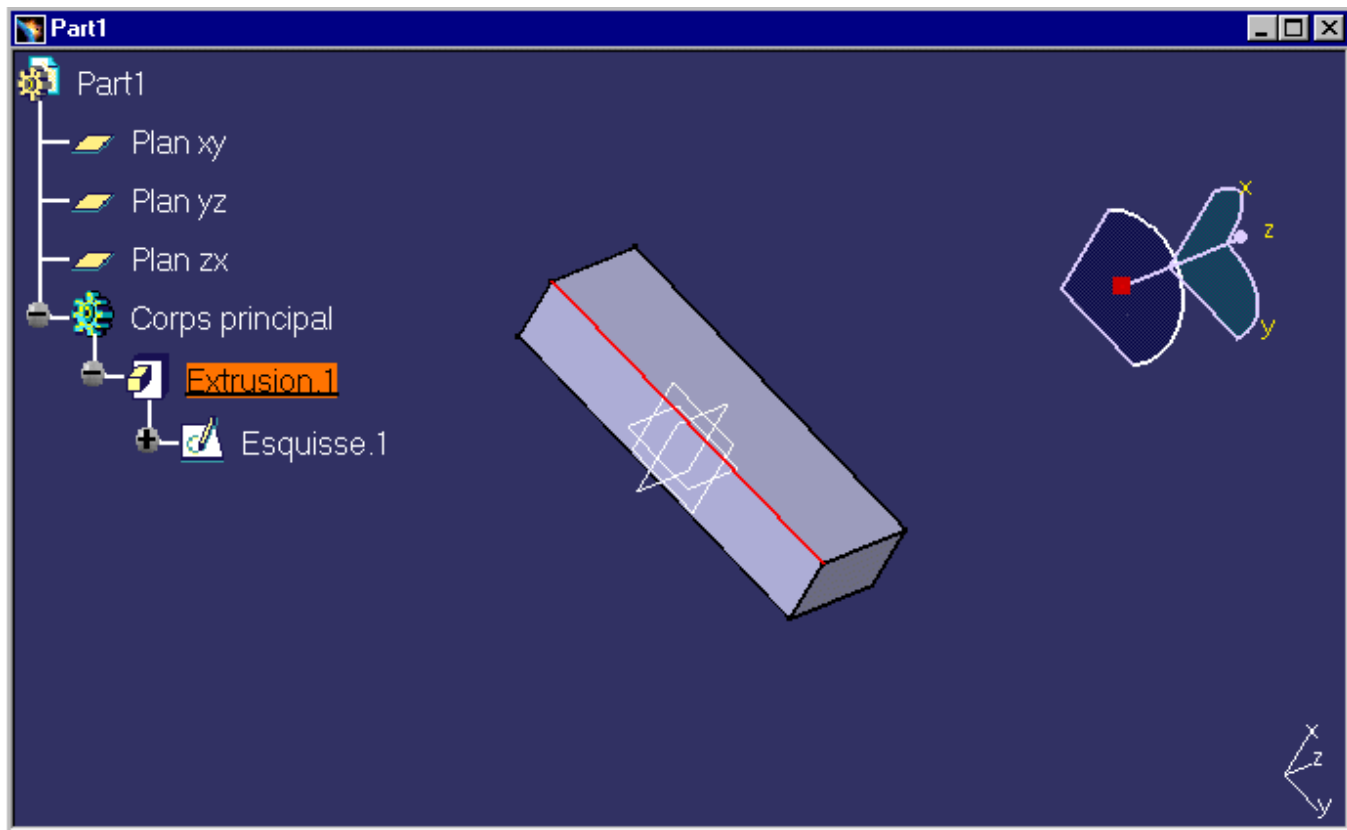 Part1
Part1
Plan xy
Plan yz
Plan zx
Corps principal
Extrusion.1
Esquisse.1
x
z
y
x
z
y